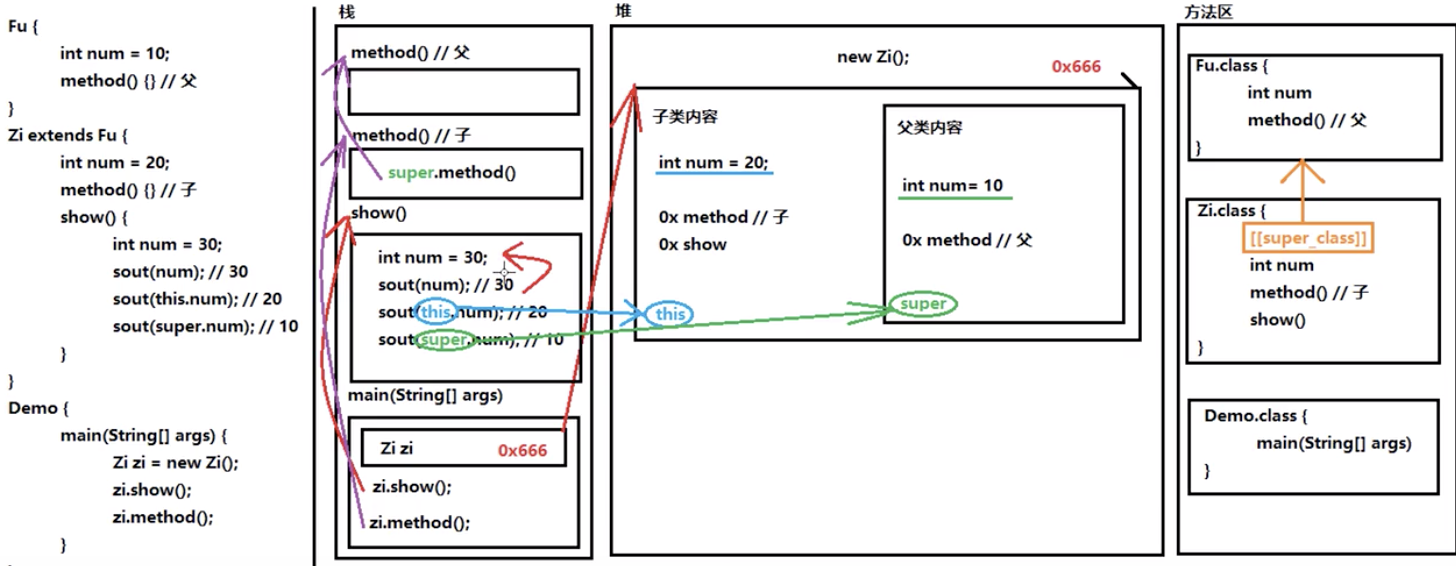 Fu {
int num = 10;
method() {} // 父
}
Zi extends Fu {
int num = 20;
method() {} // 子
show() {
int num = 30;
sout(num); // 30
sout(this.num); // 20
sout(super.num); // 10
}
}
Demo {
main(String[] args) {
Zi zi = new Zi();
zi.show();
zi.method();
}
栈
method() // 父
method() // 子
super.method()
show()
int num = 30;
sout(num); // 30
sout(this.num); // 20
sout(super.num); // 10
main(String[] args)
Zi zi 0x666
zi.show();
zi.method();
堆
new Zi();
0x666
子类内容
int num = 20;
0x method // 子
0x show
this
父类内容
int num= 10
0x method // 父
super
方法区
Fu.class {
int num
method() // 父
}
Zi.class {
[[super_class]]
int num
method() // 子
show()
}
Demo.class {
main(String[] args)
}